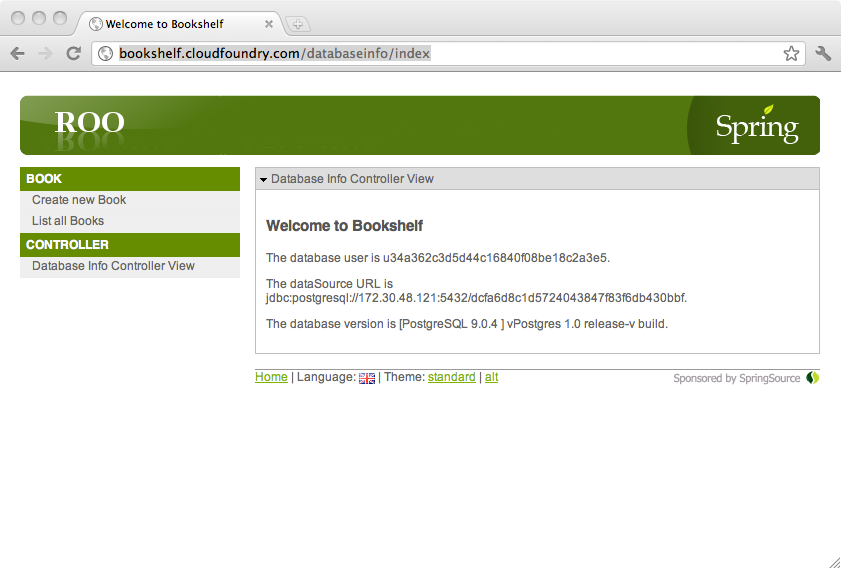 Welcome to Bookshelf
bookshelf.cloudfoundry.com/databaseinfo/index
ROO
Spring
BOOK
Create new Book
List all Books
CONTROLLER
Database Info Controller View
Database Info Controller View
Welcome to Bookshelf
The database user is u34a362c3d5d44c16840f08be18c2a3e5.
The dataSource URL is
jdbc:postgresql://172.30.48.121:5432/dcfa6d8c1d5724043847f83f6db430bbf.
The database version is [PostgreSQL 9.0.4 ] vPostgres 1.0 release-v build.
Home | Language: | Theme: standard | alt
Sponsored by SpringSource